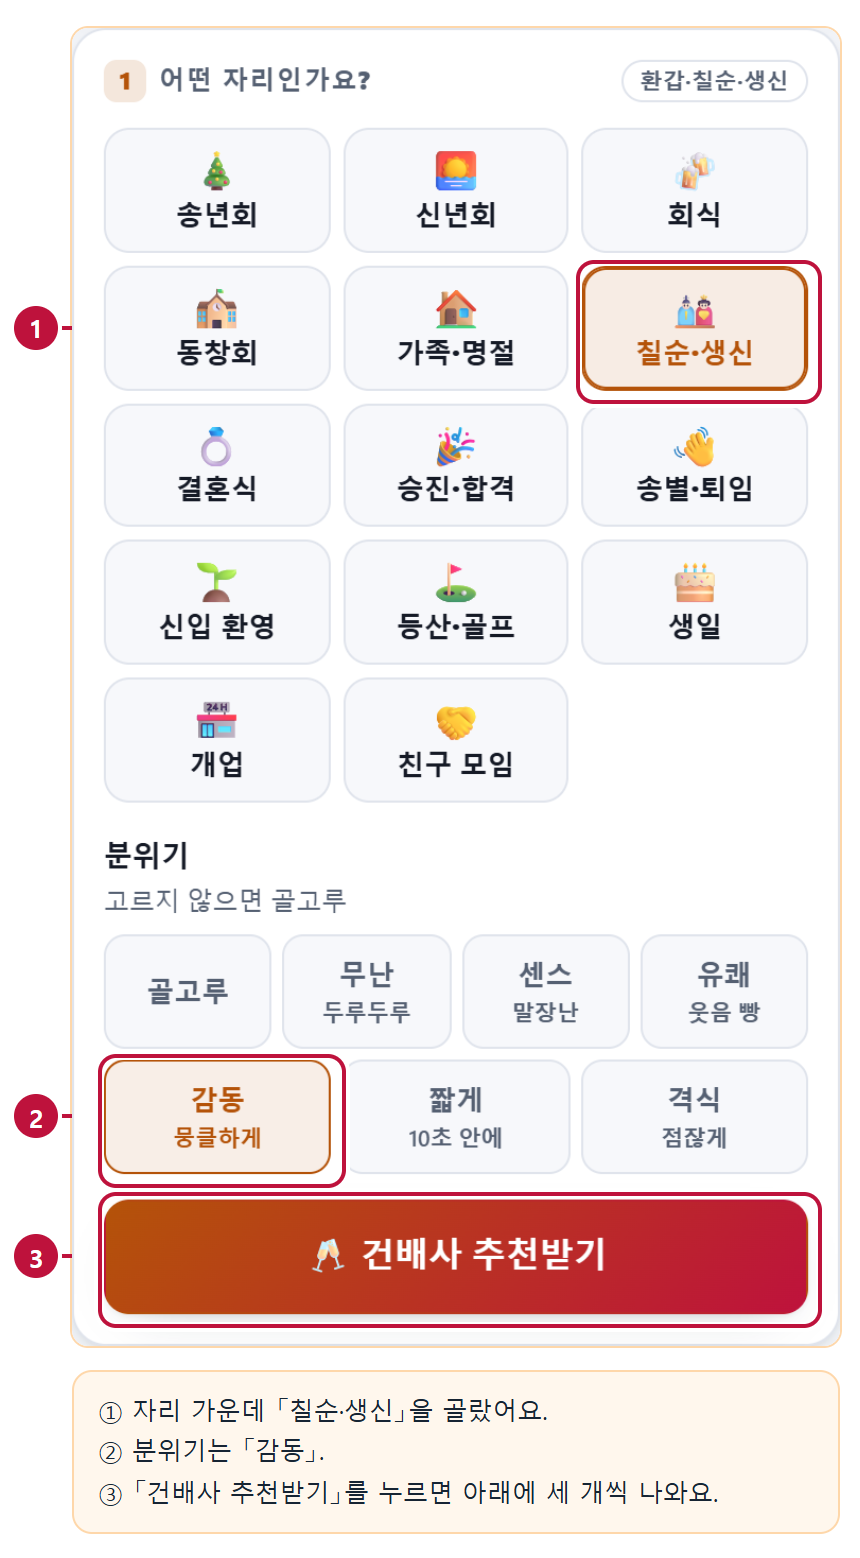 1 어떤 자리인가요?
환갑·칠순·생신
송년회
신년회
회식
1
동창회
가족·명절
칠순·생신
결혼식
승진·합격
송별·퇴임
신입 환영
등산·골프
생일
24H
개업
친구 모임
분위기
고르지 않으면 골고루
골고루
무난
두루두루
센스
말장난
유쾌
웃음 빵
2
감동
뭉클하게
짧게
10초 안에
격식
점잖게
3
건배사 추천받기
① 자리 가운데 「칠순·생신」을 골랐어요.
② 분위기는 「감동」.
③ 「건배사 추천받기」를 누르면 아래에 세 개씩 나와요.